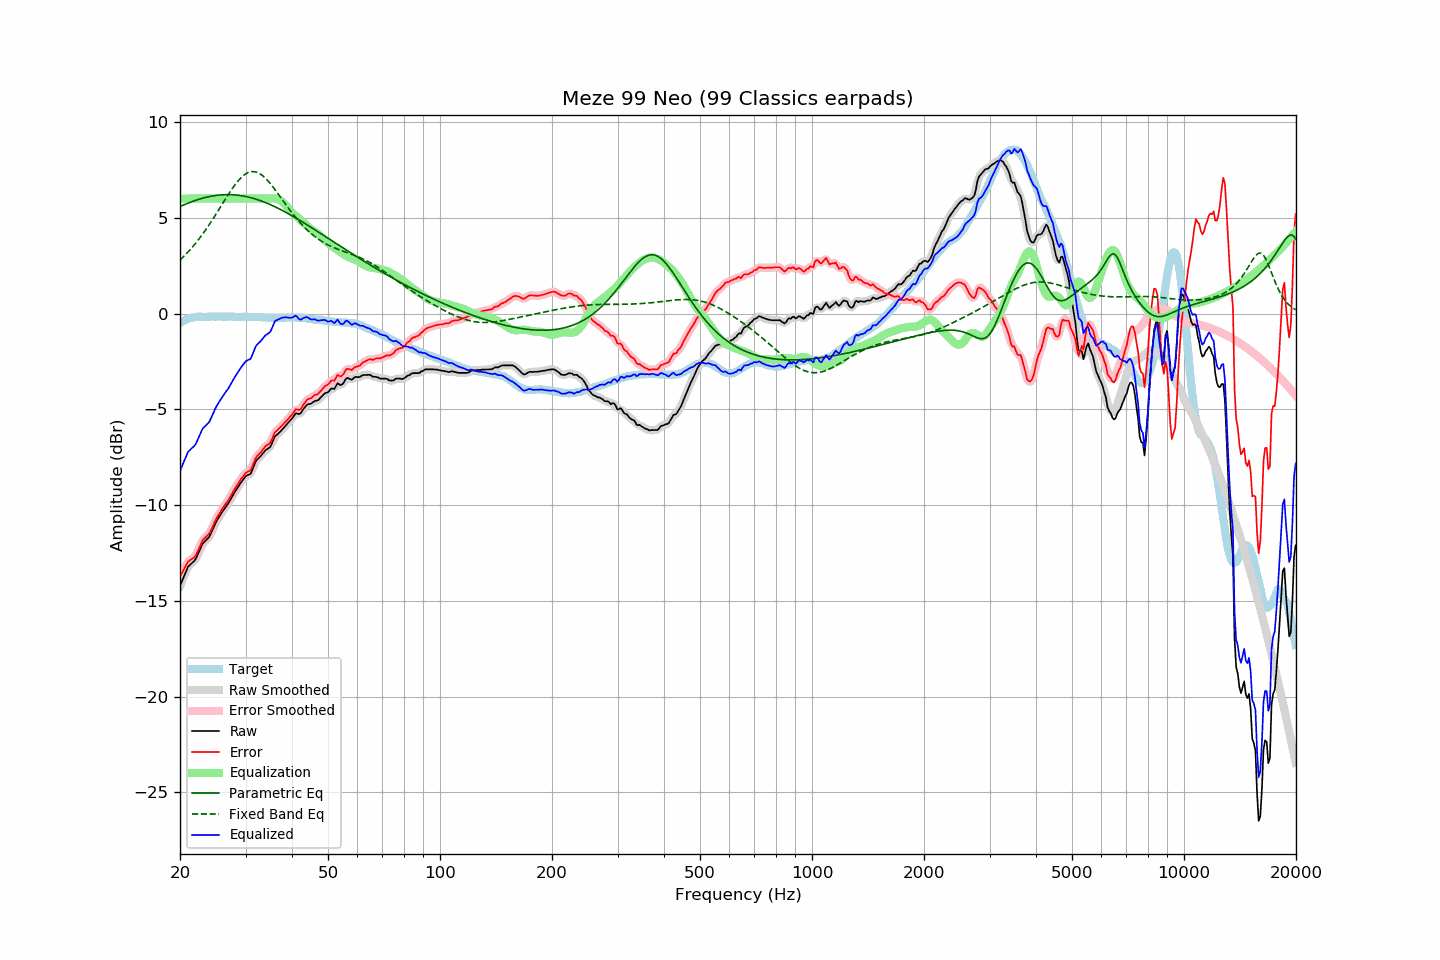 Meze 99 Neo (99 Classics earpads)
10
5
0
−5
−10
−15
−20
−25
Amplitude (dBr)
Target
Raw Smoothed
Error Smoothed
Raw
Error
Equalization
Parametric Eq
Fixed Band Eq
Equalized
20 50 100 200 500 1000 2000 5000 10000 20000
Frequency (Hz)